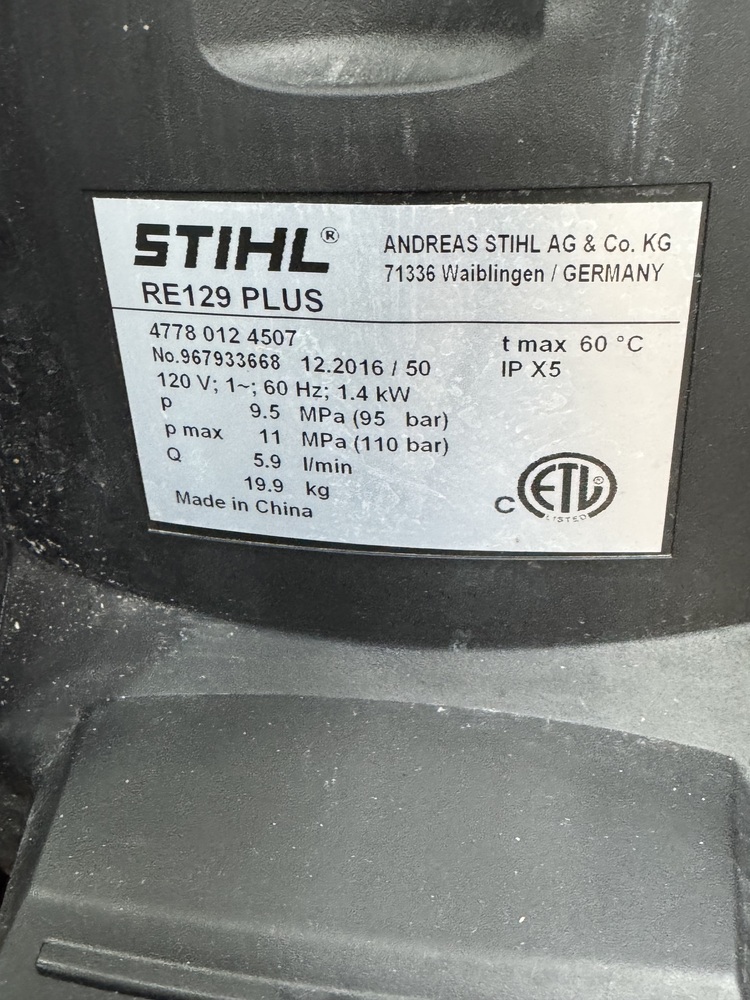 STIHL®
ANDREAS STIHL AG & Co. KG
71336 Waiblingen / GERMANY
RE129 PLUS
4778 012 4507
No.967933668 12.2016 / 50
120 V; 1~; 60 Hz; 1.4 kW
p 9.5 MPa (95 bar)
p max 11 MPa (110 bar)
Q 5.9 l/min
19.9 kg
Made in China
t max 60 °C
IP X5
C ETL®
LISTED